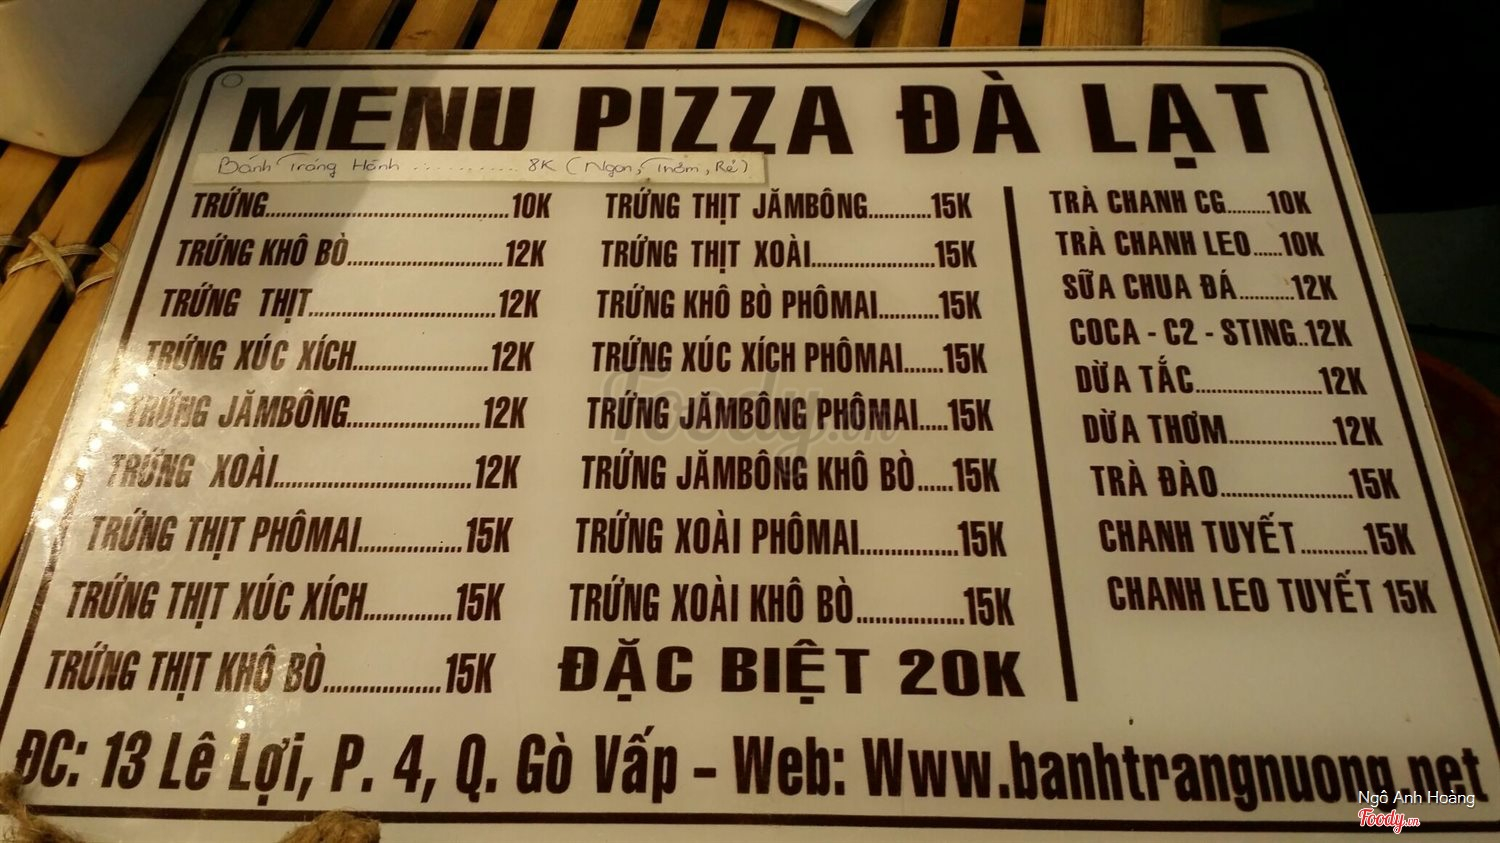 MENU PIZZA ĐÀ LẠT
Bánh Tráng Hành ........... 8K (Ngon, Thơm, Rẻ)
TRỨNG..........................................10K
TRỨNG KHÔ BÒ...........................12K
TRỨNG THỊT................................12K
TRỨNG XÚC XÍCH.......................12K
TRỨNG JĂMBÔNG......................12K
TRỨNG XOÀI.................................12K
TRỨNG THỊT PHÔMAI.................15K
TRỨNG THỊT XÚC XÍCH..............15K
TRỨNG THỊT KHÔ BÒ..................15K
TRỨNG THỊT JĂMBÔNG...........15K
TRỨNG THỊT XOÀI.....................15K
TRỨNG KHÔ BÒ PHÔMAI..........15K
TRỨNG XÚC XÍCH PHÔMAI.......15K
TRỨNG JĂMBÔNG PHÔMAI.....15K
TRỨNG JĂMBÔNG KHÔ BÒ......15K
TRỨNG XOÀI PHÔMAI...............15K
TRỨNG XOÀI KHÔ BÒ.................15K
ĐẶC BIỆT 20K
TRÀ CHANH CG........10K
TRÀ CHANH LEO.....10K
SỮA CHUA ĐÁ..........12K
COCA - C2 - STING..12K
DỪA TẮC....................12K
DỪA THƠM................12K
TRÀ ĐÀO.....................15K
CHANH TUYẾT...........15K
CHANH LEO TUYẾT 15K
ĐC: 13 Lê Lợi, P. 4, Q. Gò Vấp – Web: Www.banhtrangnuong.net
Foody.vn
Ngô Anh Hoàng
Foody.vn